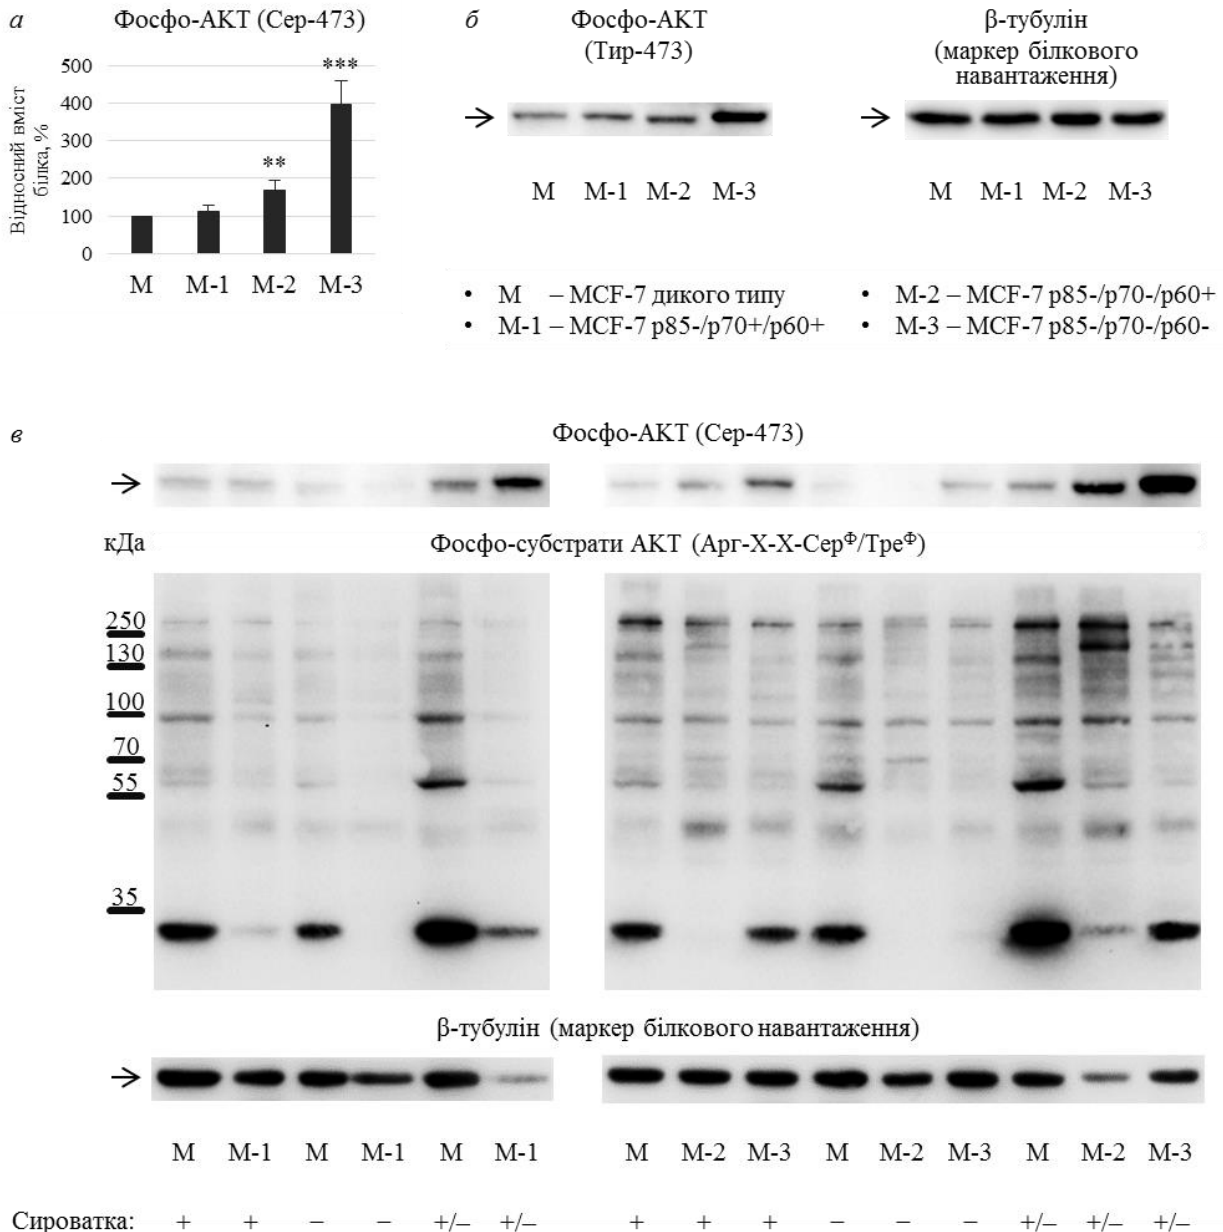 а
Фосфо-АКТ (Сер-473)
Відносний вміст
білка, %
500
400
300
200
100
0
***
**
М М-1 М-2 М-3
б
Фосфо-АКТ
(Тир-473)
М М-1 М-2 М-3
β-тубулін
(маркер білкового
навантаження)
М М-1 М-2 М-3
• М – MCF-7 дикого типу
• М-1 – MCF-7 p85-/p70+/p60+
• М-2 – MCF-7 p85-/p70-/p60+
• М-3 – MCF-7 p85-/p70-/p60-
в
Фосфо-АКТ (Сер-473)
кДа
Фосфо-субстрати АКТ (Арг-Х-Х-Серᶲ/Треᶲ)
250
130
100
70
55
35
β-тубулін (маркер білкового навантаження)
М М-1 М М-1 М М-1 М М-2 М-3 М М-2 М-3 М М-2 М-3
Сироватка: + + – – +/– +/– + + + – – – +/– +/– +/–